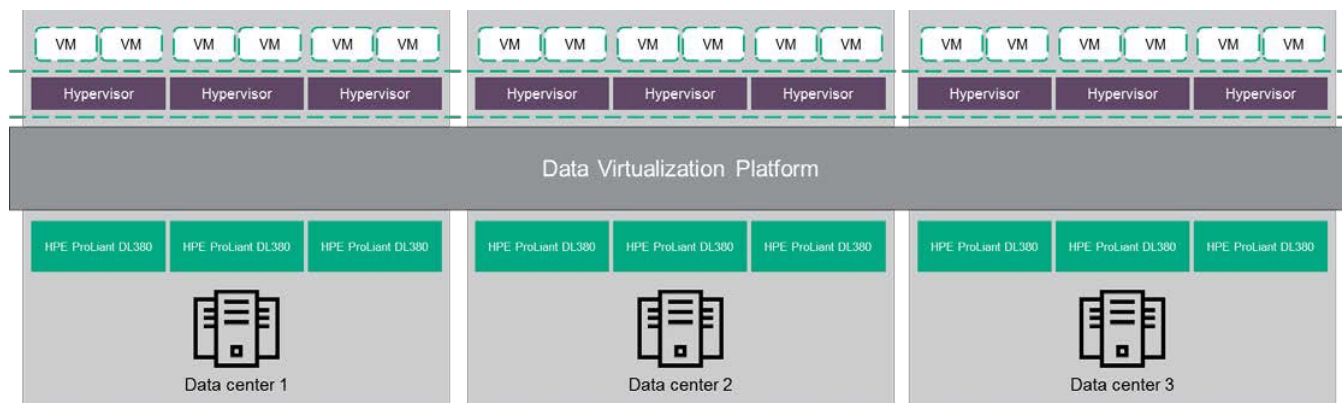 VM VM VM VM VM VM VM VM VM VM VM VM VM VM VM VM VM VM
Hypervisor Hypervisor Hypervisor Hypervisor Hypervisor Hypervisor Hypervisor Hypervisor Hypervisor
Data Virtualization Platform
HPE ProLiant DL380 HPE ProLiant DL380 HPE ProLiant DL380 HPE ProLiant DL380 HPE ProLiant DL380 HPE ProLiant DL380 HPE ProLiant DL380 HPE ProLiant DL380 HPE ProLiant DL380
Data center 1 Data center 2 Data center 3